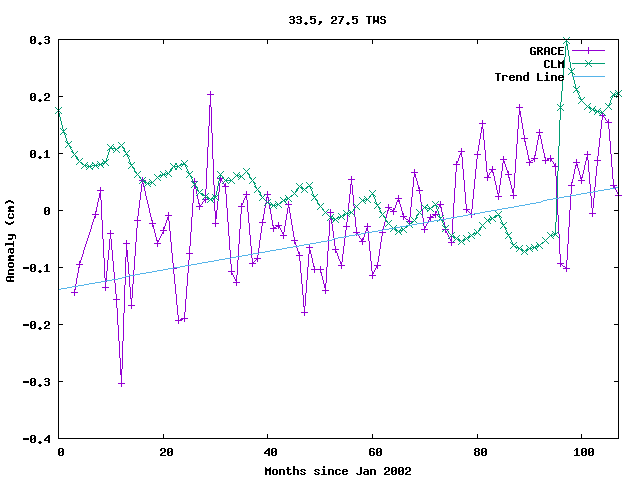 33.5, 27.5 TWS
GRACE
CLM
Trend Line
0.3
0.2
0.1
0
-0.1
-0.2
-0.3
-0.4
Anomaly (cm)
0 20 40 60 80 100
Months since Jan 2002